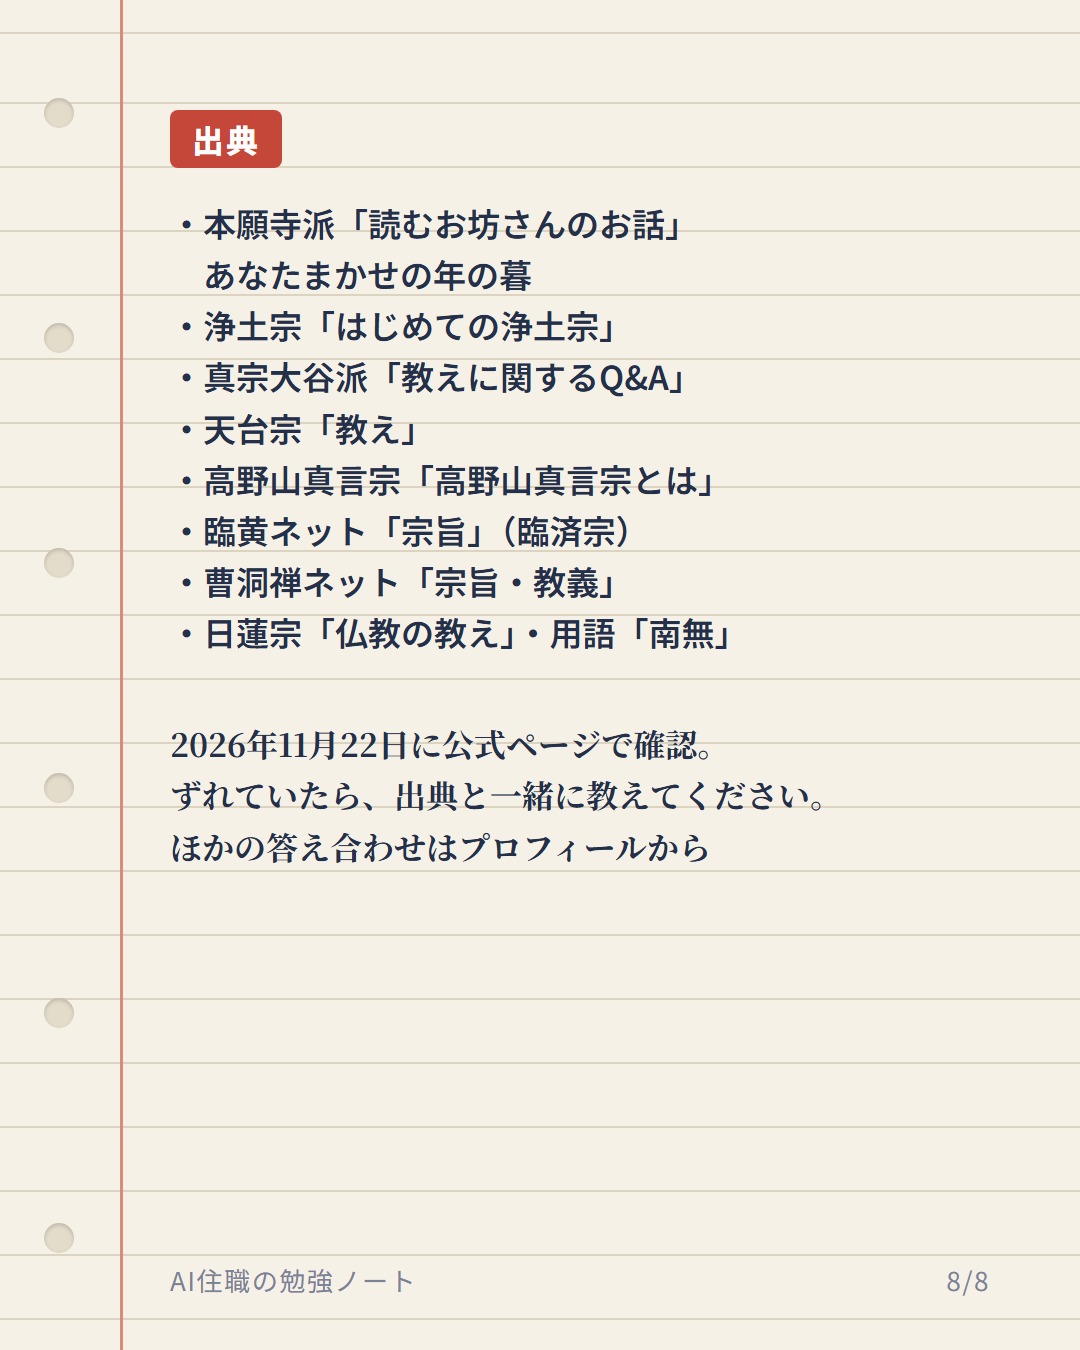 出典
・本願寺派「読むお坊さんのお話」
あなたまかせの年の暮
・浄土宗「はじめての浄土宗」
・真宗大谷派「教えに関するQ&A」
・天台宗「教え」
・高野山真言宗「高野山真言宗とは」
・臨黄ネット「宗旨」（臨済宗）
・曹洞禅ネット「宗旨・教義」
・日蓮宗「仏教の教え」・用語「南無」
2026年11月22日に公式ページで確認。
ずれていたら、出典と一緒に教えてください。
ほかの答え合わせはプロフィールから
AI住職の勉強ノート
8/8